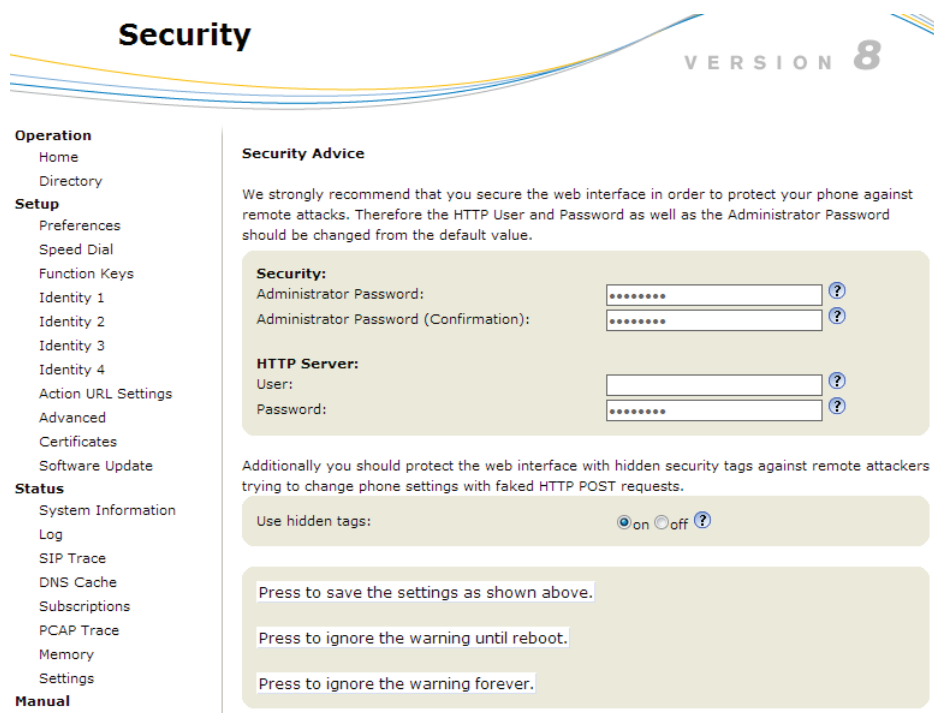 Security
VERSION 8
Operation
Home
Directory
Setup
Preferences
Speed Dial
Function Keys
Identity 1
Identity 2
Identity 3
Identity 4
Action URL Settings
Advanced
Certificates
Software Update
Status
System Information
Log
SIP Trace
DNS Cache
Subscriptions
PCAP Trace
Memory
Settings
Manual
Security Advice
We strongly recommend that you secure the web interface in order to protect your phone against
remote attacks. Therefore the HTTP User and Password as well as the Administrator Password
should be changed from the default value.
Security:
Administrator Password: •••••••• ?
Administrator Password (Confirmation): •••••••• ?
HTTP Server:
User: ?
Password: •••••••• ?
Additionally you should protect the web interface with hidden security tags against remote attackers
trying to change phone settings with faked HTTP POST requests.
Use hidden tags: on off ?
Press to save the settings as shown above.
Press to ignore the warning until reboot.
Press to ignore the warning forever.